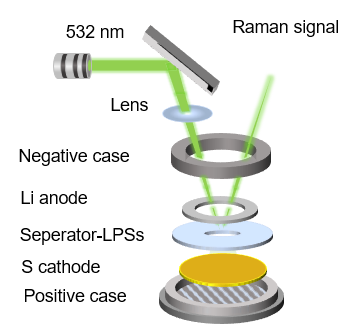 532 nm
Raman signal
Lens
Negative case
Li anode
Seperator-LPSs
S cathode
Positive case